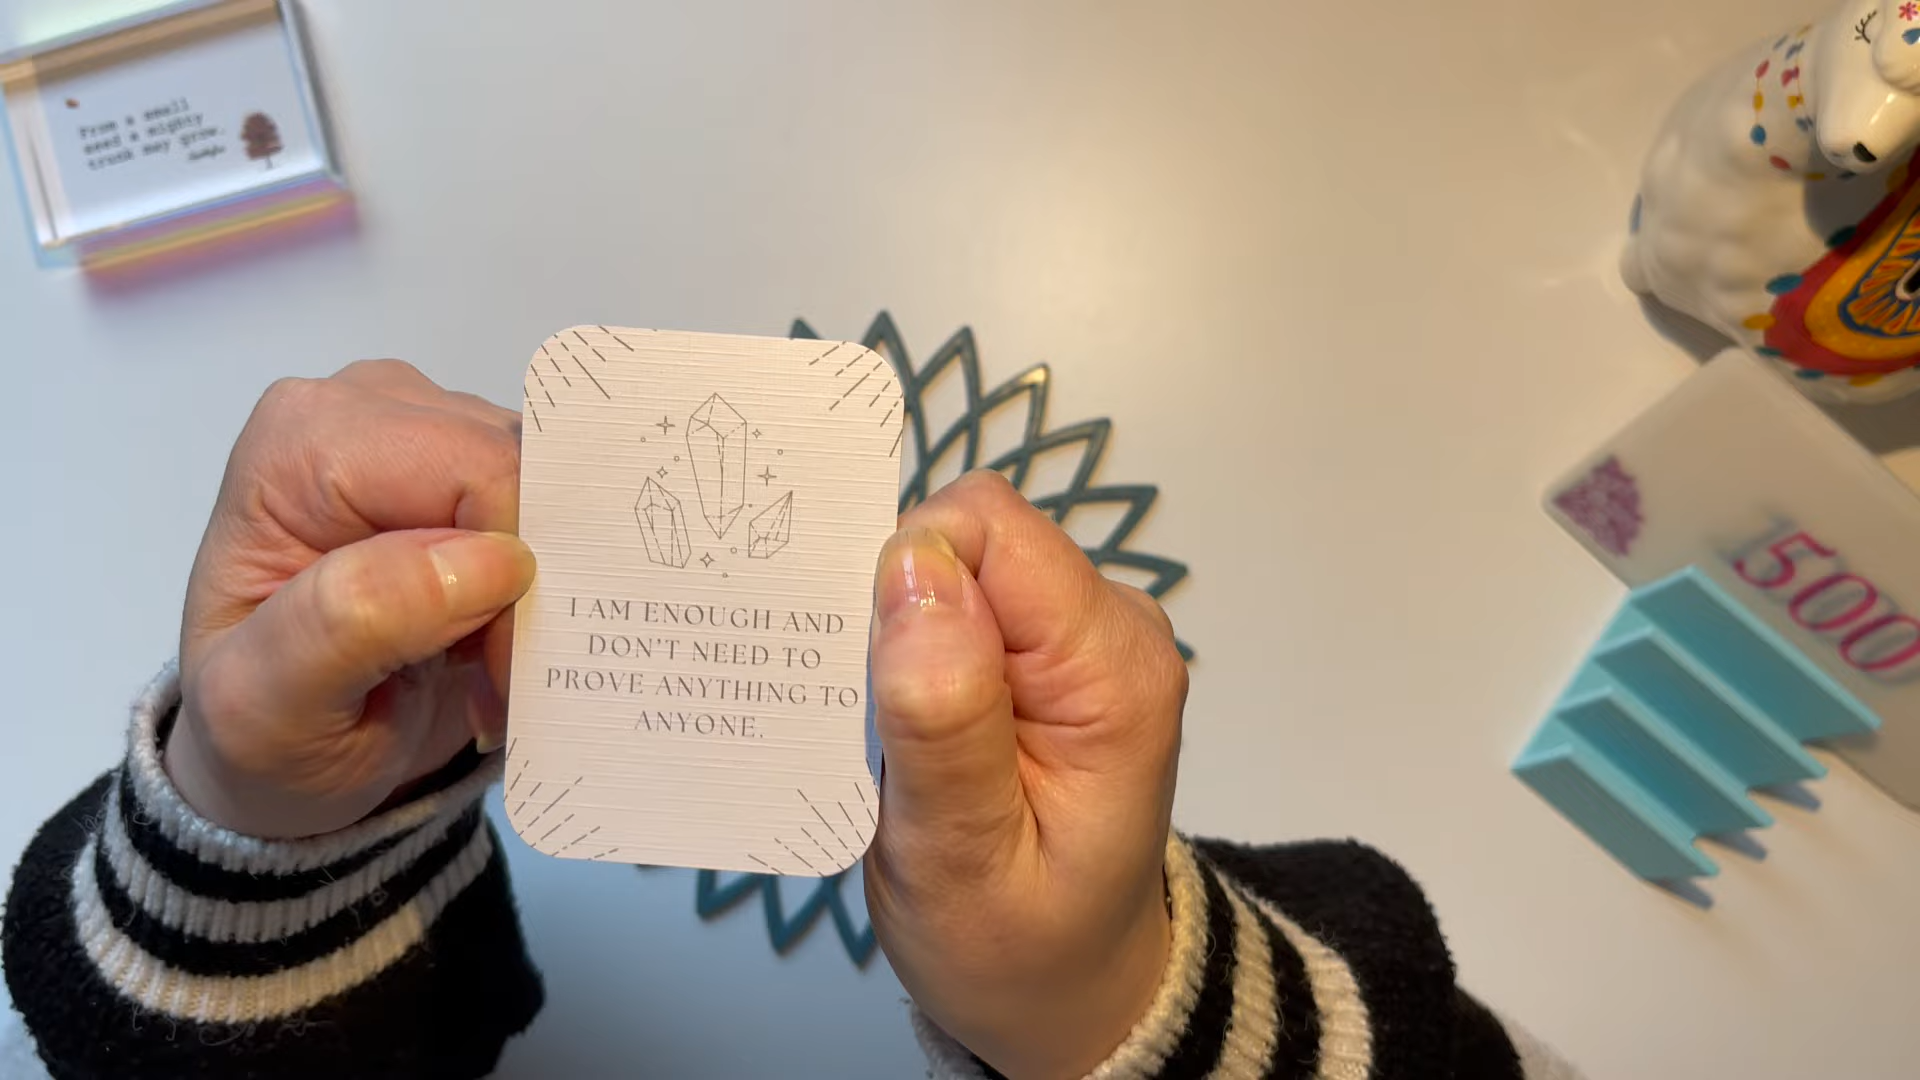 From a small
seed a mighty
trunk may grow.
I AM ENOUGH AND
DON'T NEED TO
PROVE ANYTHING TO
ANYONE.
500